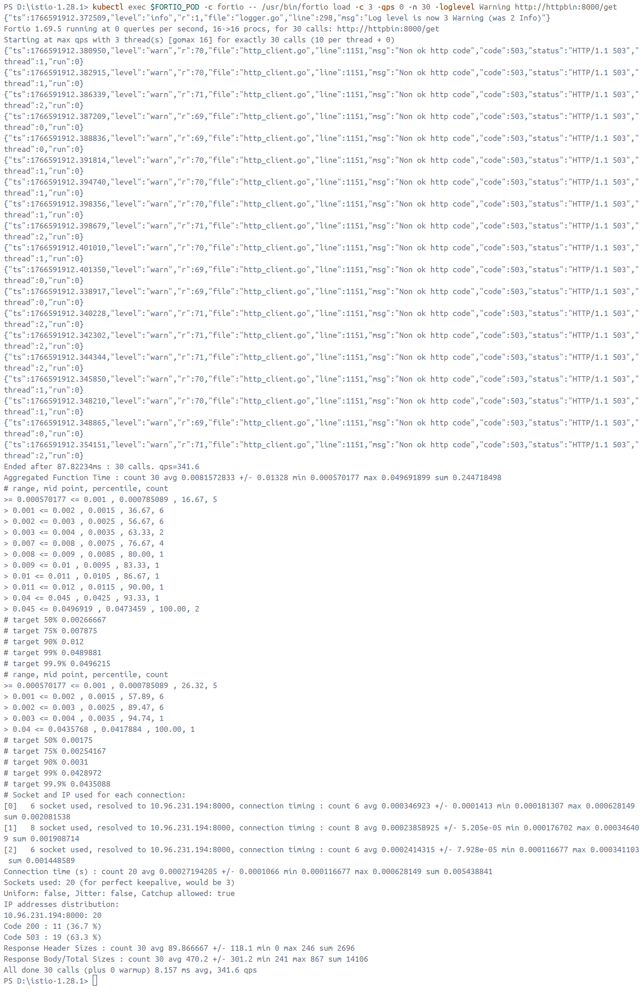 PS D:\istio-1.28.1> kubectl exec $FORTIO_POD -c fortio -- /usr/bin/fortio load -c 3 -qps 0 -n 30 -loglevel Warning http://httpbin:8000/get
{"ts":1766591912.372509,"level":"info","r":1,"file":"logger.go","line":298,"msg":"Log level is now 3 Warning (was 2 Info)"}
Fortio 1.69.5 running at 0 queries per second, 16->16 procs, for 30 calls: http://httpbin:8000/get
Starting at max qps with 3 thread(s) [gomax 16] for exactly 30 calls (10 per thread + 0)
{"ts":1766591912.380950,"level":"warn","r":70,"file":"http_client.go","line":1151,"msg":"Non ok http code","code":503,"status":"HTTP/1.1 503","
thread":1,"run":0}
{"ts":1766591912.382915,"level":"warn","r":70,"file":"http_client.go","line":1151,"msg":"Non ok http code","code":503,"status":"HTTP/1.1 503","
thread":1,"run":0}
{"ts":1766591912.386339,"level":"warn","r":71,"file":"http_client.go","line":1151,"msg":"Non ok http code","code":503,"status":"HTTP/1.1 503","
thread":2,"run":0}
{"ts":1766591912.387209,"level":"warn","r":69,"file":"http_client.go","line":1151,"msg":"Non ok http code","code":503,"status":"HTTP/1.1 503","
thread":0,"run":0}
{"ts":1766591912.388836,"level":"warn","r":69,"file":"http_client.go","line":1151,"msg":"Non ok http code","code":503,"status":"HTTP/1.1 503","
thread":0,"run":0}
{"ts":1766591912.391814,"level":"warn","r":70,"file":"http_client.go","line":1151,"msg":"Non ok http code","code":503,"status":"HTTP/1.1 503","
thread":1,"run":0}
{"ts":1766591912.394740,"level":"warn","r":70,"file":"http_client.go","line":1151,"msg":"Non ok http code","code":503,"status":"HTTP/1.1 503","
thread":1,"run":0}
{"ts":1766591912.398356,"level":"warn","r":70,"file":"http_client.go","line":1151,"msg":"Non ok http code","code":503,"status":"HTTP/1.1 503","
thread":1,"run":0}
{"ts":1766591912.398679,"level":"warn","r":71,"file":"http_client.go","line":1151,"msg":"Non ok http code","code":503,"status":"HTTP/1.1 503","
thread":2,"run":0}
{"ts":1766591912.401010,"level":"warn","r":70,"file":"http_client.go","line":1151,"msg":"Non ok http code","code":503,"status":"HTTP/1.1 503","
thread":1,"run":0}
{"ts":1766591912.401350,"level":"warn","r":69,"file":"http_client.go","line":1151,"msg":"Non ok http code","code":503,"status":"HTTP/1.1 503","
thread":0,"run":0}
{"ts":1766591912.338917,"level":"warn","r":69,"file":"http_client.go","line":1151,"msg":"Non ok http code","code":503,"status":"HTTP/1.1 503","
thread":0,"run":0}
{"ts":1766591912.340228,"level":"warn","r":71,"file":"http_client.go","line":1151,"msg":"Non ok http code","code":503,"status":"HTTP/1.1 503","
thread":2,"run":0}
{"ts":1766591912.342302,"level":"warn","r":71,"file":"http_client.go","line":1151,"msg":"Non ok http code","code":503,"status":"HTTP/1.1 503","
thread":2,"run":0}
{"ts":1766591912.344344,"level":"warn","r":71,"file":"http_client.go","line":1151,"msg":"Non ok http code","code":503,"status":"HTTP/1.1 503","
thread":2,"run":0}
{"ts":1766591912.345850,"level":"warn","r":70,"file":"http_client.go","line":1151,"msg":"Non ok http code","code":503,"status":"HTTP/1.1 503","
thread":1,"run":0}
{"ts":1766591912.348210,"level":"warn","r":70,"file":"http_client.go","line":1151,"msg":"Non ok http code","code":503,"status":"HTTP/1.1 503","
thread":1,"run":0}
{"ts":1766591912.348865,"level":"warn","r":69,"file":"http_client.go","line":1151,"msg":"Non ok http code","code":503,"status":"HTTP/1.1 503","
thread":0,"run":0}
{"ts":1766591912.354151,"level":"warn","r":71,"file":"http_client.go","line":1151,"msg":"Non ok http code","code":503,"status":"HTTP/1.1 503","
thread":2,"run":0}
Ended after 87.82234ms : 30 calls. qps=341.6
Aggregated Function Time : count 30 avg 0.0081572833 +/- 0.01328 min 0.000570177 max 0.049691899 sum 0.244718498
# range, mid point, percentile, count
>= 0.000570177 <= 0.001 , 0.000785089 , 16.67, 5
> 0.001 <= 0.002 , 0.0015 , 36.67, 6
> 0.002 <= 0.003 , 0.0025 , 56.67, 6
> 0.003 <= 0.004 , 0.0035 , 63.33, 2
> 0.007 <= 0.008 , 0.0075 , 76.67, 4
> 0.008 <= 0.009 , 0.0085 , 80.00, 1
> 0.009 <= 0.01 , 0.0095 , 83.33, 1
> 0.01 <= 0.011 , 0.0105 , 86.67, 1
> 0.011 <= 0.012 , 0.0115 , 90.00, 1
> 0.04 <= 0.045 , 0.0425 , 93.33, 1
> 0.045 <= 0.0496919 , 0.0473459 , 100.00, 2
# target 50% 0.00266667
# target 75% 0.007875
# target 90% 0.012
# target 99% 0.0489881
# target 99.9% 0.0496215
# range, mid point, percentile, count
>= 0.000570177 <= 0.001 , 0.000785089 , 26.32, 5
> 0.001 <= 0.002 , 0.0015 , 57.89, 6
> 0.002 <= 0.003 , 0.0025 , 89.47, 6
> 0.003 <= 0.004 , 0.0035 , 94.74, 1
> 0.04 <= 0.0435768 , 0.0417884 , 100.00, 1
# target 50% 0.00175
# target 75% 0.00254167
# target 90% 0.0031
# target 99% 0.0428972
# target 99.9% 0.0435088
# Socket and IP used for each connection:
[0]   6 socket used, resolved to 10.96.231.194:8000, connection timing : count 6 avg 0.000346923 +/- 0.0001413 min 0.000181307 max 0.000628149
sum 0.002081538
[1]   8 socket used, resolved to 10.96.231.194:8000, connection timing : count 8 avg 0.00023858925 +/- 5.205e-05 min 0.000176702 max 0.00034640
9 sum 0.001908714
[2]   6 socket used, resolved to 10.96.231.194:8000, connection timing : count 6 avg 0.0002414315 +/- 7.928e-05 min 0.000116677 max 0.000341103
 sum 0.001448589
Connection time (s) : count 20 avg 0.00027194205 +/- 0.0001066 min 0.000116677 max 0.000628149 sum 0.005438841
Sockets used: 20 (for perfect keepalive, would be 3)
Uniform: false, Jitter: false, Catchup allowed: true
IP addresses distribution:
10.96.231.194:8000: 20
Code 200 : 11 (36.7 %)
Code 503 : 19 (63.3 %)
Response Header Sizes : count 30 avg 89.866667 +/- 118.1 min 0 max 246 sum 2696
Response Body/Total Sizes : count 30 avg 470.2 +/- 301.2 min 241 max 867 sum 14106
All done 30 calls (plus 0 warmup) 8.157 ms avg, 341.6 qps
PS D:\istio-1.28.1>